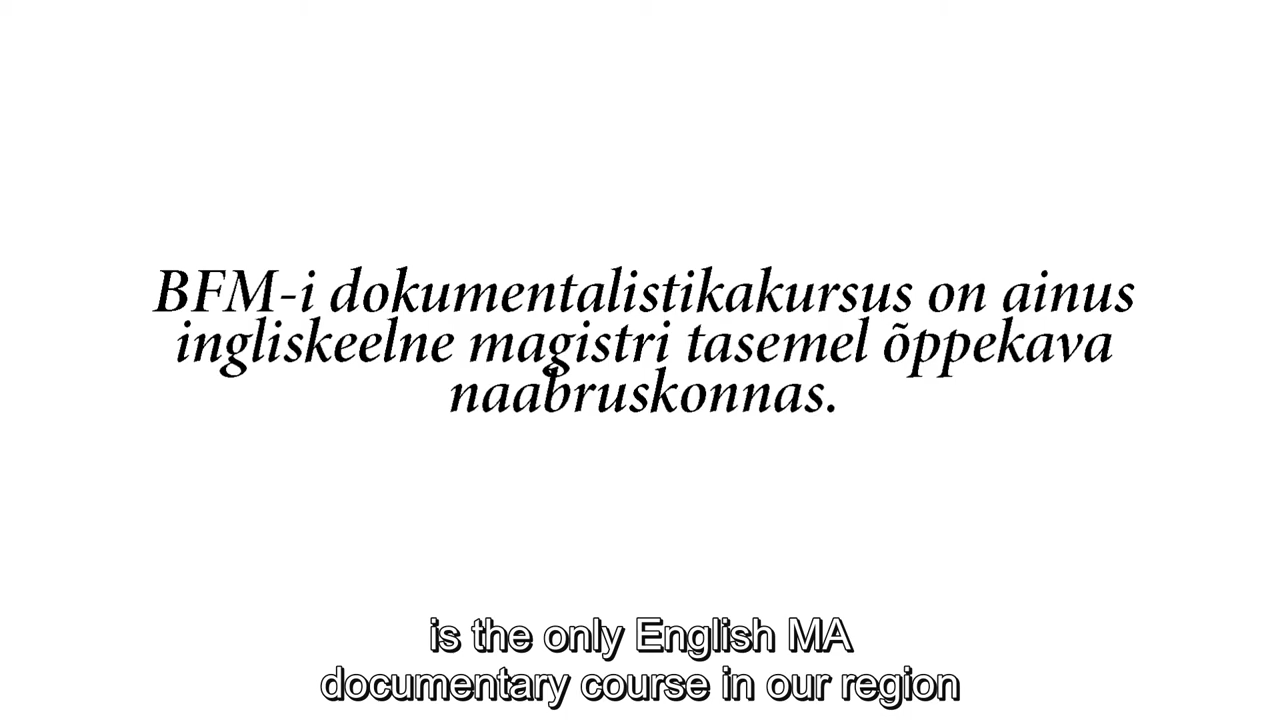 BFM-i dokumentalistikakursus on ainus
ingliskeelne magistri tasemel õppekava
naabruskonnas.
is the only English MA
documentary course in our region